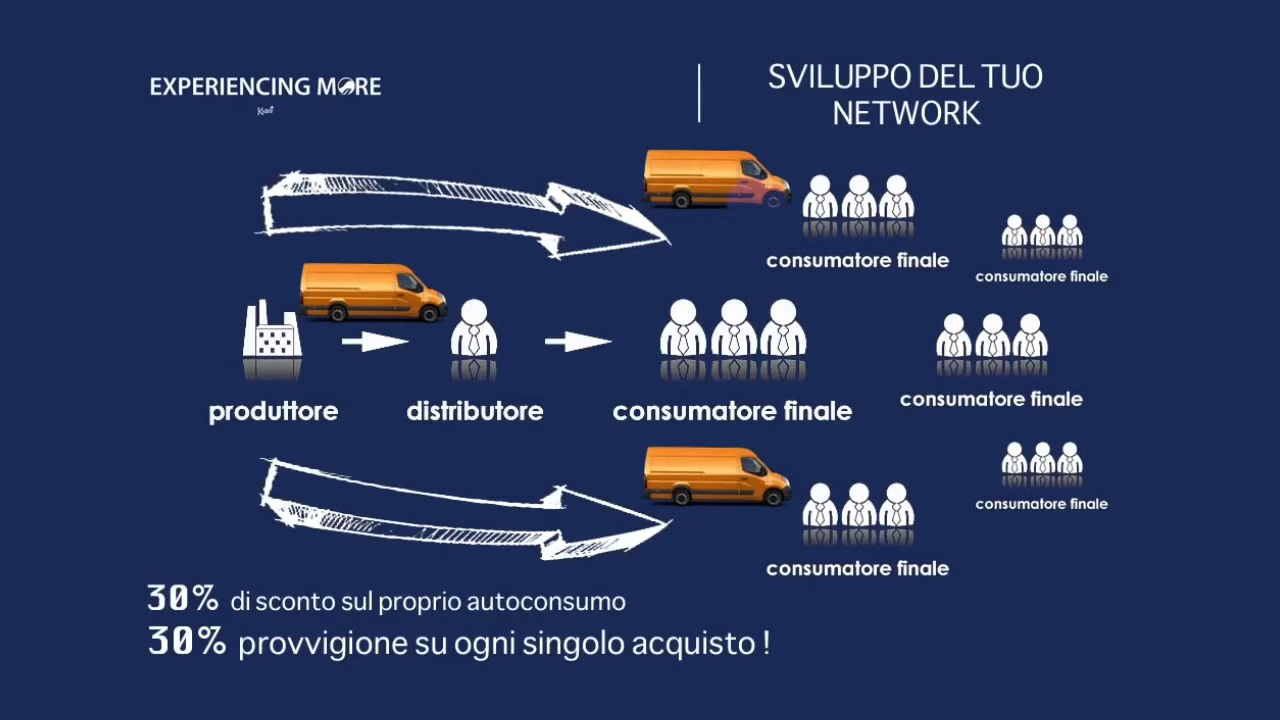 EXPERIENCING MORE
SVILUPPO DEL TUO
NETWORK
consumatore finale
consumatore finale
produttore
distributore
consumatore finale
consumatore finale
consumatore finale
consumatore finale
30% di sconto sul proprio autoconsumo
30% provvigione su ogni singolo acquisto !